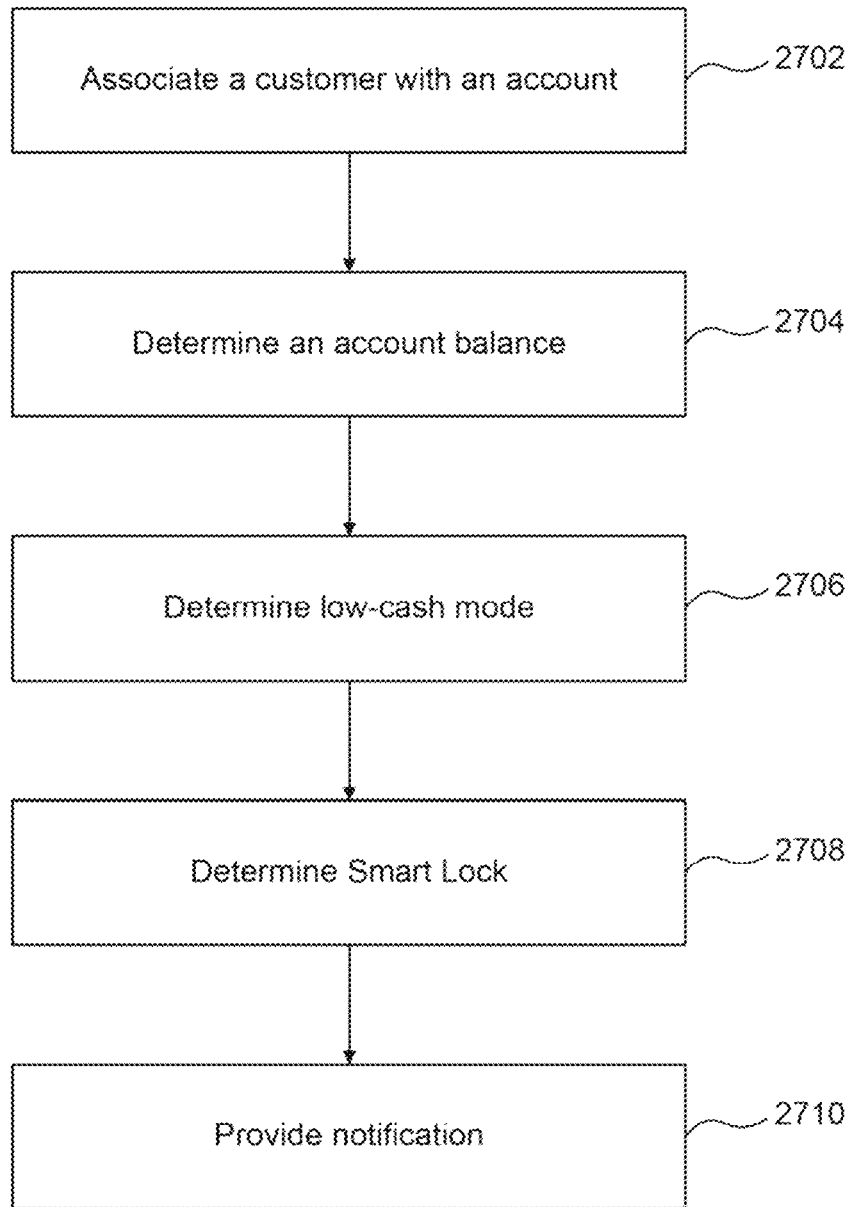 Associate a customer with an account
2702
Determine an account balance
2704
Determine low-cash mode
2706
Determine Smart Lock
2708
Provide notification
2710